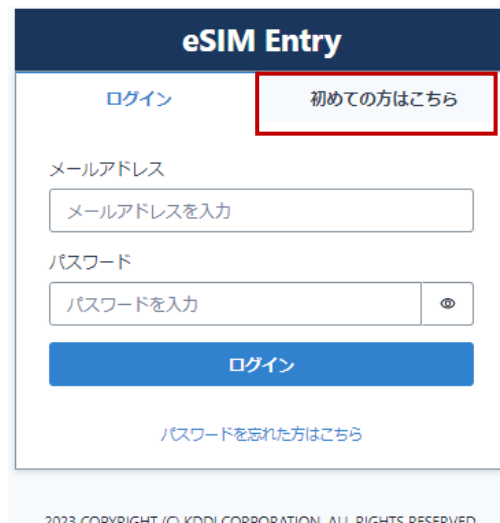 eSIM Entry
ログイン 初めての方はこちら
メールアドレス
メールアドレスを入力
パスワード
パスワードを入力
ログイン
パスワードを忘れた方はこちら
2023 COPYRIGHT (C) KDDI CORPORATION, ALL RIGHTS RESERVED